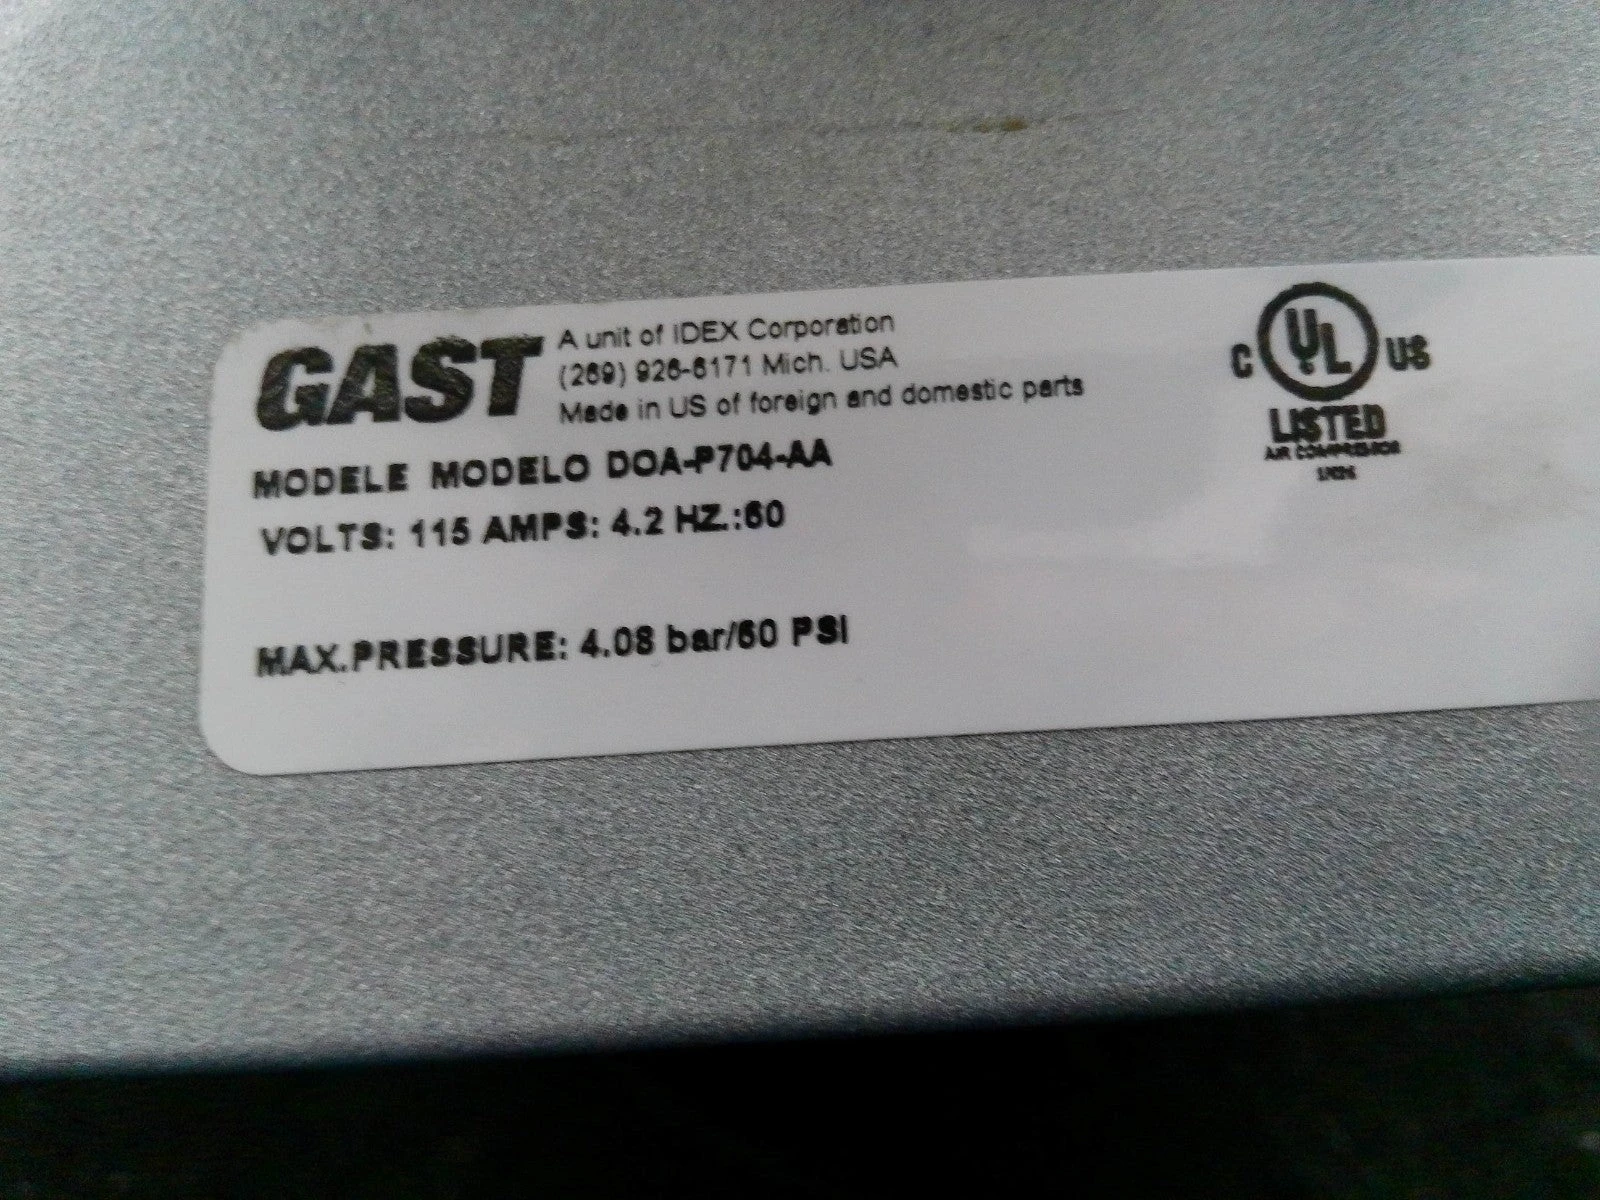 GAST
A unit of IDEX Corporation
(269) 926-6171 Mich. USA
Made in US of foreign and domestic parts
MODELE MODELO DOA-P704-AA
VOLTS: 115 AMPS: 4.2 HZ.:60
MAX.PRESSURE: 4.08 bar/60 PSI
C UL US
LISTED
AIR COMPRESSOR